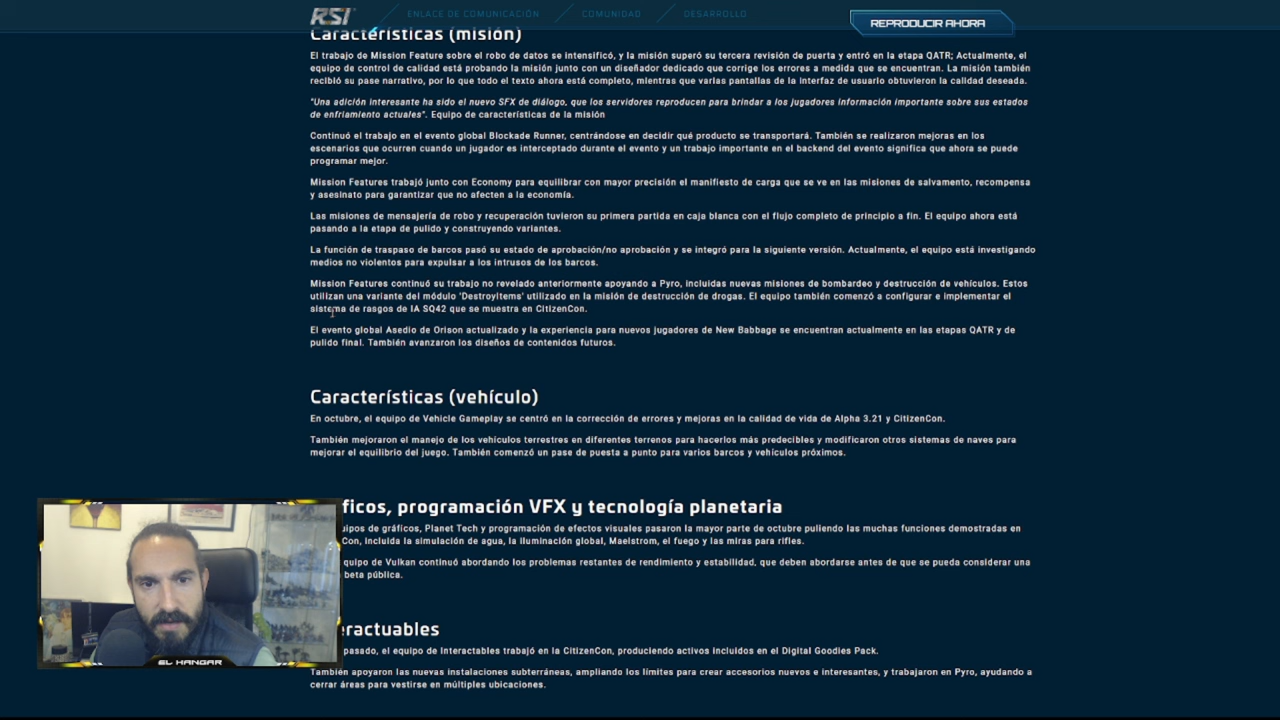 RSI
ENLACE DE COMUNICACIÓN
COMUNIDAD
DESARROLLO
REPRODUCIR AHORA
Características (misión)
El trabajo de Mission Feature sobre el robo de datos se intensificó, y la misión superó su tercera revisión de puerta y entró en la etapa QATR; Actualmente, el
equipo de control de calidad está probando la misión junto con un diseñador dedicado que corrige los errores a medida que se encuentran. La misión también
recibió su pase narrativo, por lo que todo el texto ahora está completo, mientras que varias pantallas de la interfaz de usuario obtuvieron la calidad deseada.
"Una adición interesante ha sido el nuevo SFX de diálogo, que los servidores reproducen para brindar a los jugadores información importante sobre sus estados
de enfriamiento actuales". Equipo de características de la misión
Continuó el trabajo en el evento global Blockade Runner, centrándose en decidir qué producto se transportará. También se realizaron mejoras en los
escenarios que ocurren cuando un jugador es interceptado durante el evento y un trabajo importante en el backend del evento significa que ahora se puede
programar mejor.
Mission Features trabajó junto con Economy para equilibrar con mayor precisión el manifiesto de carga que se ve en las misiones de salvamento, recompensa
y asesinato para garantizar que no afecten a la economía.
Las misiones de mensajería de robo y recuperación tuvieron su primera partida en caja blanca con el flujo completo de principio a fin. El equipo ahora está
pasando a la etapa de pulido y construyendo variantes.
La función de traspaso de barcos pasó su estado de aprobación/no aprobación y se integró para la siguiente versión. Actualmente, el equipo está investigando
medios no violentos para expulsar a los intrusos de los barcos.
Mission Features continuó su trabajo no revelado anteriormente apoyando a Pyro, incluidas nuevas misiones de bombardeo y destrucción de vehículos. Estos
utilizan una variante del módulo 'DestroyItems' utilizado en la misión de destrucción de drogas. El equipo también comenzó a configurar e implementar el
sistema de rasgos de IA SQ42 que se muestra en CitizenCon.
El evento global Asedio de Orison actualizado y la experiencia para nuevos jugadores de New Babbage se encuentran actualmente en las etapas QATR y de
pulido final. También avanzaron los diseños de contenidos futuros.
Características (vehículo)
En octubre, el equipo de Vehicle Gameplay se centró en la corrección de errores y mejoras en la calidad de vida de Alpha 3.21 y CitizenCon.
También mejoraron el manejo de los vehículos terrestres en diferentes terrenos para hacerlos más predecibles y modificaron otros sistemas de naves para
mejorar el equilibrio del juego. También comenzó un pase de puesta a punto para varios barcos y vehículos próximos.
ficos, programación VFX y tecnología planetaria
uipos de gráficos, Planet Tech y programación de efectos visuales pasaron la mayor parte de octubre puliendo las muchas funciones demostradas en
Con, incluida la simulación de agua, la iluminación global, Maelstrom, el fuego y las miras para rifles.
quipo de Vulkan continuó abordando los problemas restantes de rendimiento y estabilidad, que deben abordarse antes de que se pueda considerar una
beta pública.
eractuables
pasado, el equipo de Interactables trabajó en la CitizenCon, produciendo activos incluidos en el Digital Goodies Pack.
También apoyaron las nuevas instalaciones subterráneas, ampliando los límites para crear accesorios nuevos e interesantes, y trabajaron en Pyro, ayudando a
cerrar áreas para vestirse en múltiples ubicaciones.
EL HANGAR